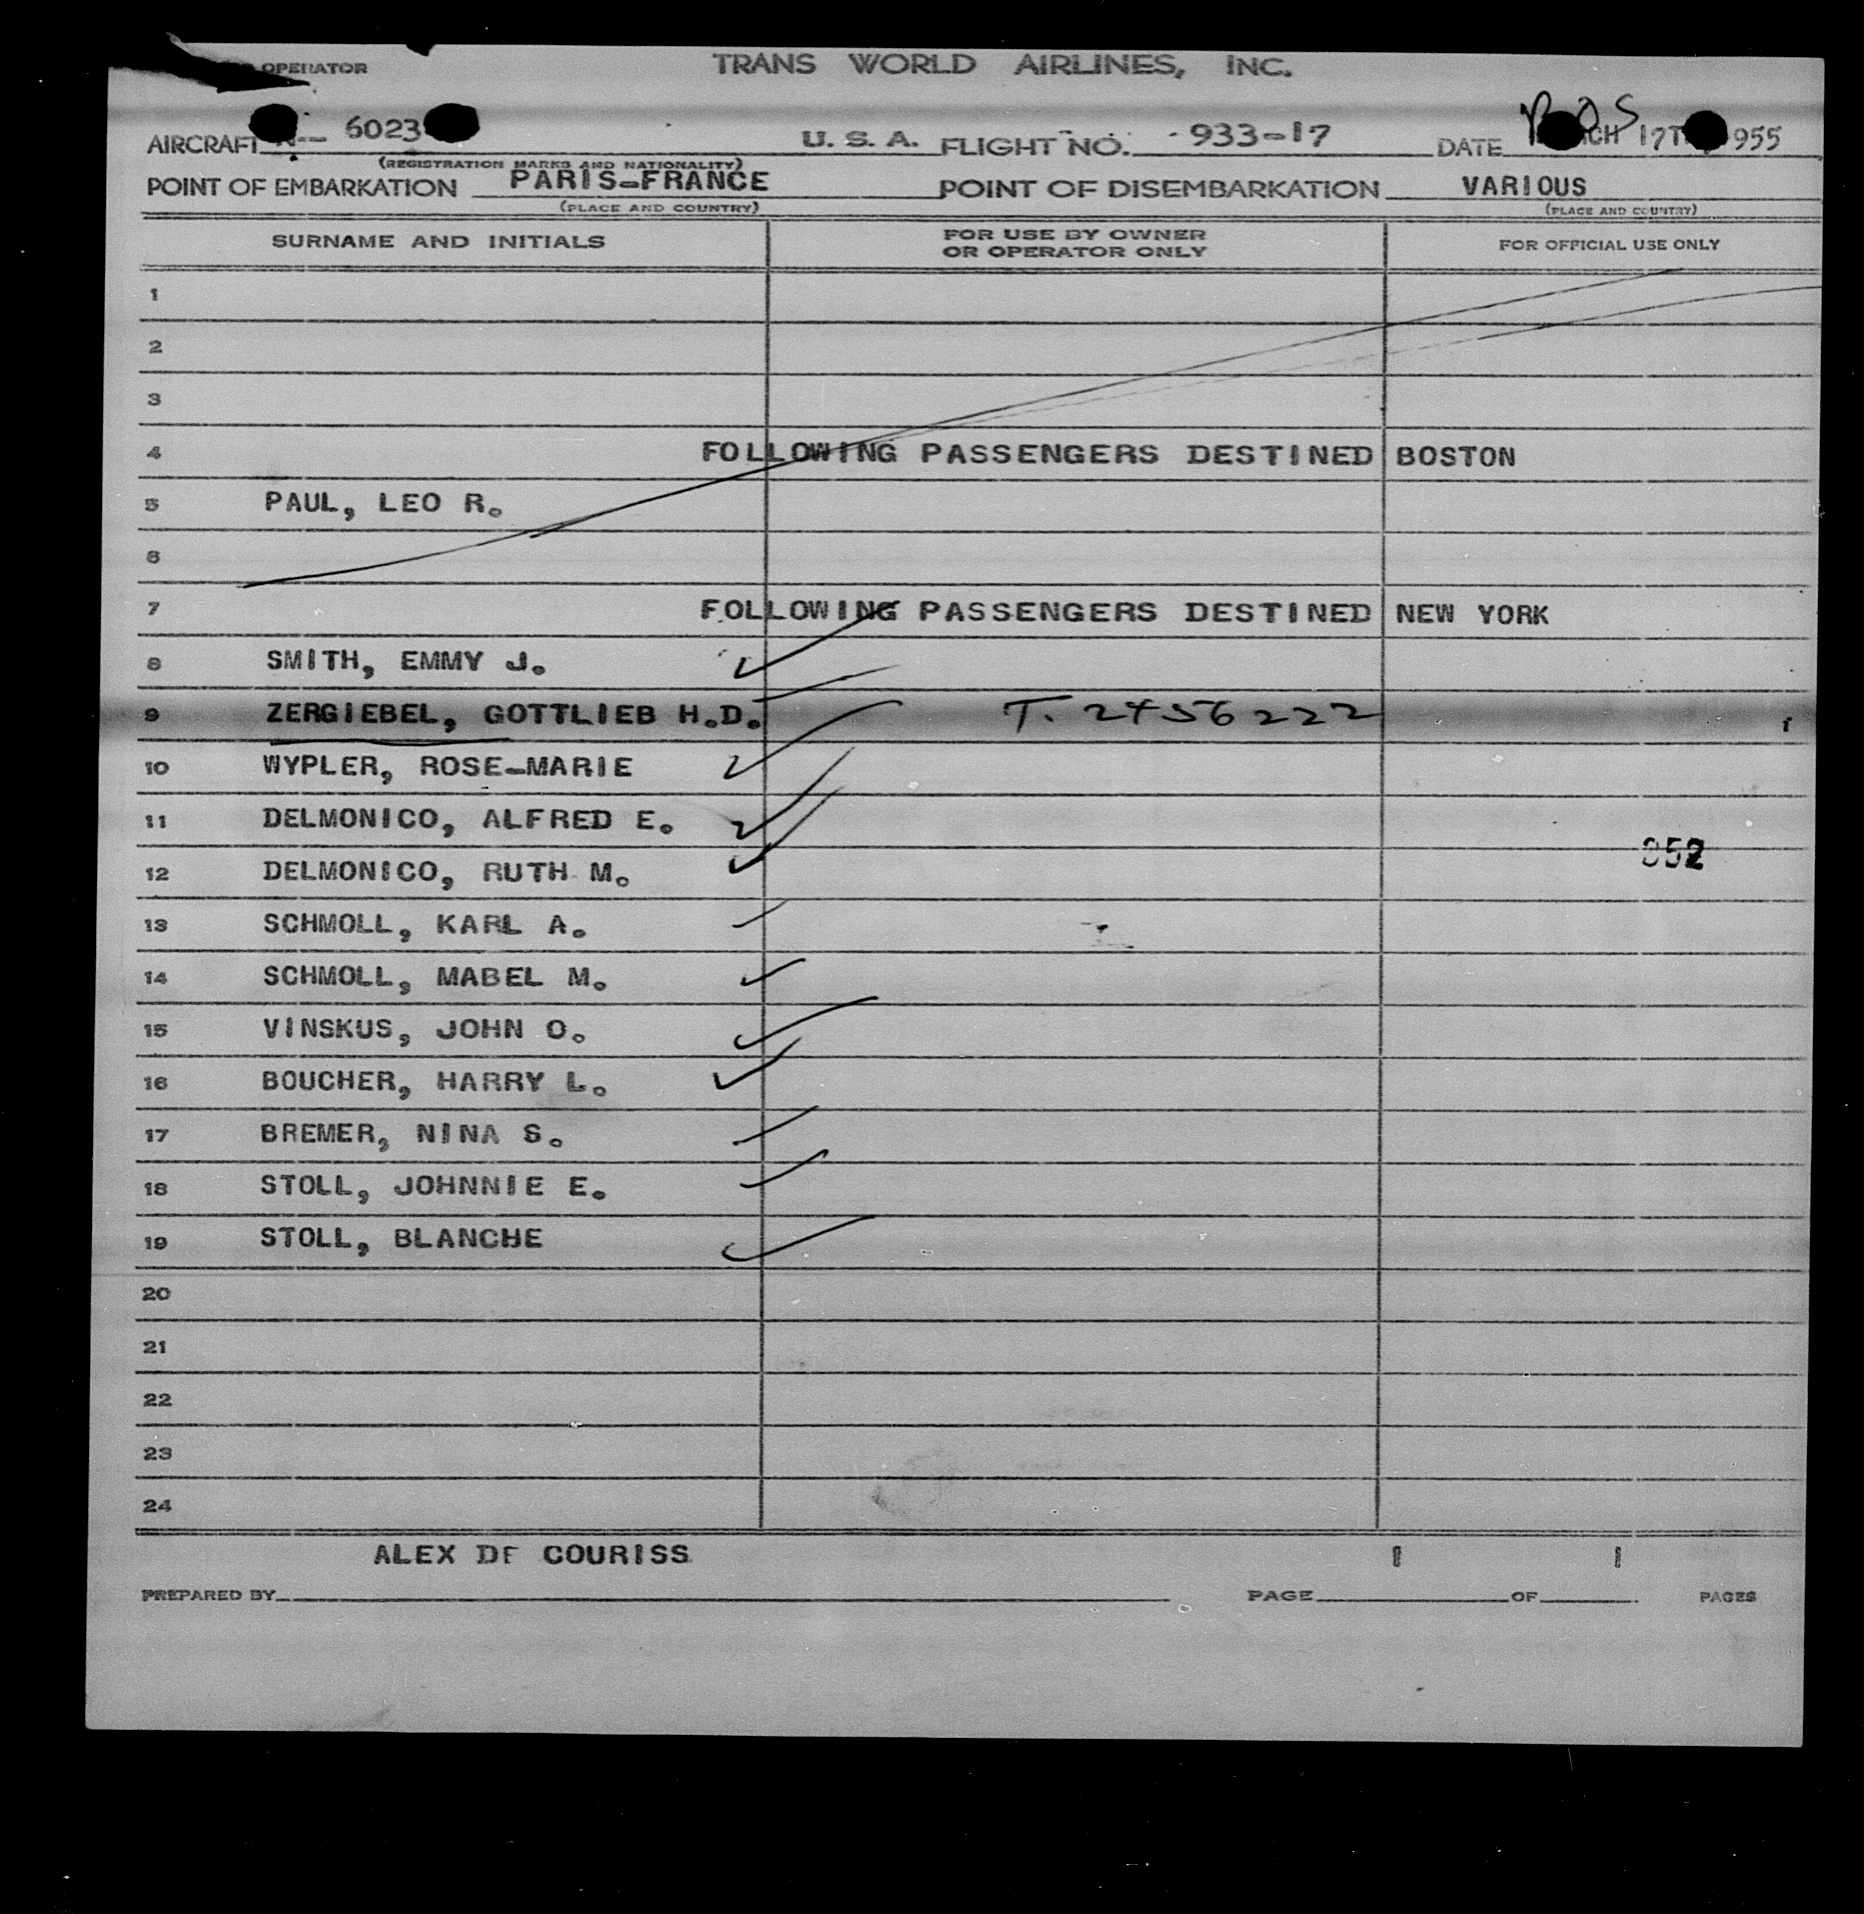 OPERATOR TRANS WORLD AIRLINES, INC.
BOS
AIRCRAFT N-- 6023 U. S. A. FLIGHT NO. 933-17 DATE 17T 955
(REGISTRATION MARKS AND NATIONALITY)
POINT OF EMBARKATION PARIS-FRANCE POINT OF DISEMBARKATION VARIOUS
(PLACE AND COUNTRY) (PLACE AND COUNTRY)
SURNAME AND INITIALS FOR USE BY OWNER OR OPERATOR ONLY FOR OFFICIAL USE ONLY
1
2
3
4 FOLLOWING PASSENGERS DESTINED BOSTON
5 PAUL, LEO R.
6
7 FOLLOWING PASSENGERS DESTINED NEW YORK
8 SMITH, EMMY J.
9 ZERGIEBEL, GOTTLIEB H.D. T. 2456222
10 WYPLER, ROSE-MARIE
11 DELMONICO, ALFRED E.
12 DELMONICO, RUTH M. 52
13 SCHMOLL, KARL A.
14 SCHMOLL, MABEL M.
15 VINSKUS, JOHN O.
16 BOUCHER, HARRY L.
17 BREMER, NINA S.
18 STOLL, JOHNNIE E.
19 STOLL, BLANCHE
20
21
22
23
24
ALEX DE COURISS 1 1
PREPARED BY PAGE OF PAGES